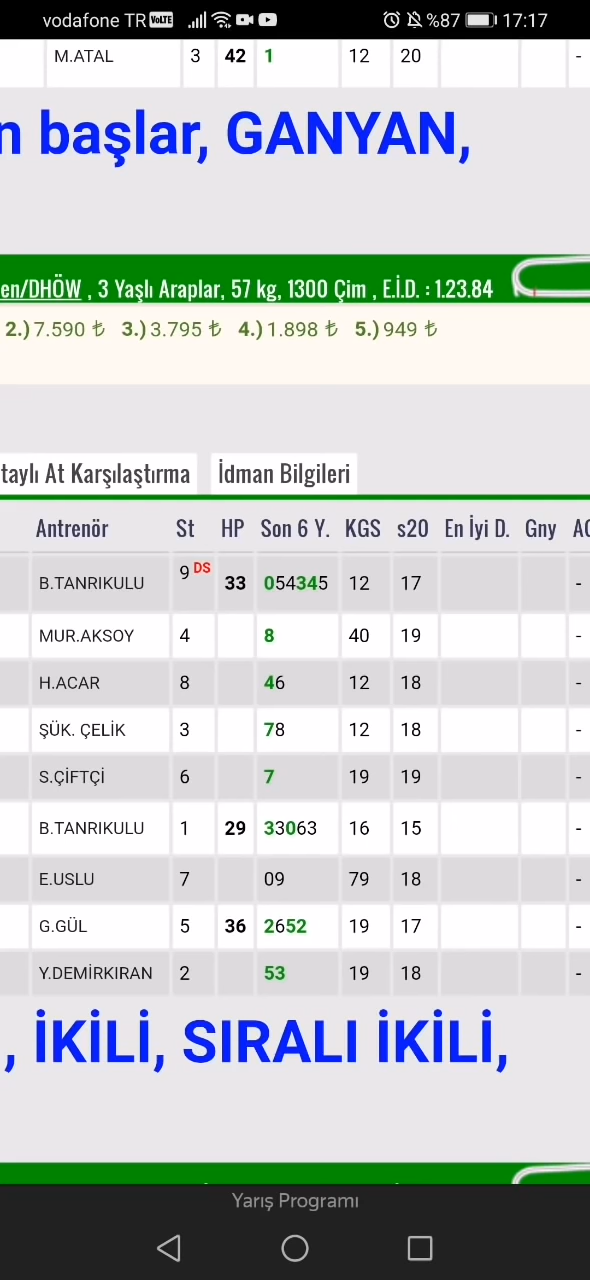 vodafone TR VoLTE %87 17:17
M.ATAL 3 42 1 12 20 -
n başlar, GANYAN,
en/DHÖW , 3 Yaşlı Araplar, 57 kg, 1300 Çim , E.İ.D. : 1.23.84
2.) 7.590 ₺ 3.) 3.795 ₺ 4.) 1.898 ₺ 5.) 949 ₺
taylı At Karşılaştırma İdman Bilgileri
Antrenör St HP Son 6 Y. KGS s20 En İyi D. Gny AG
B.TANRIKULU 9 DS 33 054345 12 17 -
MUR.AKSOY 4 8 40 19 -
H.ACAR 8 46 12 18 -
ŞÜK. ÇELİK 3 78 12 18 -
S.ÇİFTÇİ 6 7 19 19 -
B.TANRIKULU 1 29 33063 16 15 -
E.USLU 7 09 79 18 -
G.GÜL 5 36 2652 19 17 -
Y.DEMİRKIRAN 2 53 19 18 -
, İKİLİ, SIRALI İKİLİ,
Yarış Programı